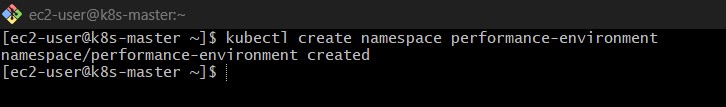 ec2-user@k8s-master:~
[ec2-user@k8s-master ~]$ kubectl create namespace performance-environment
namespace/performance-environment created
[ec2-user@k8s-master ~]$